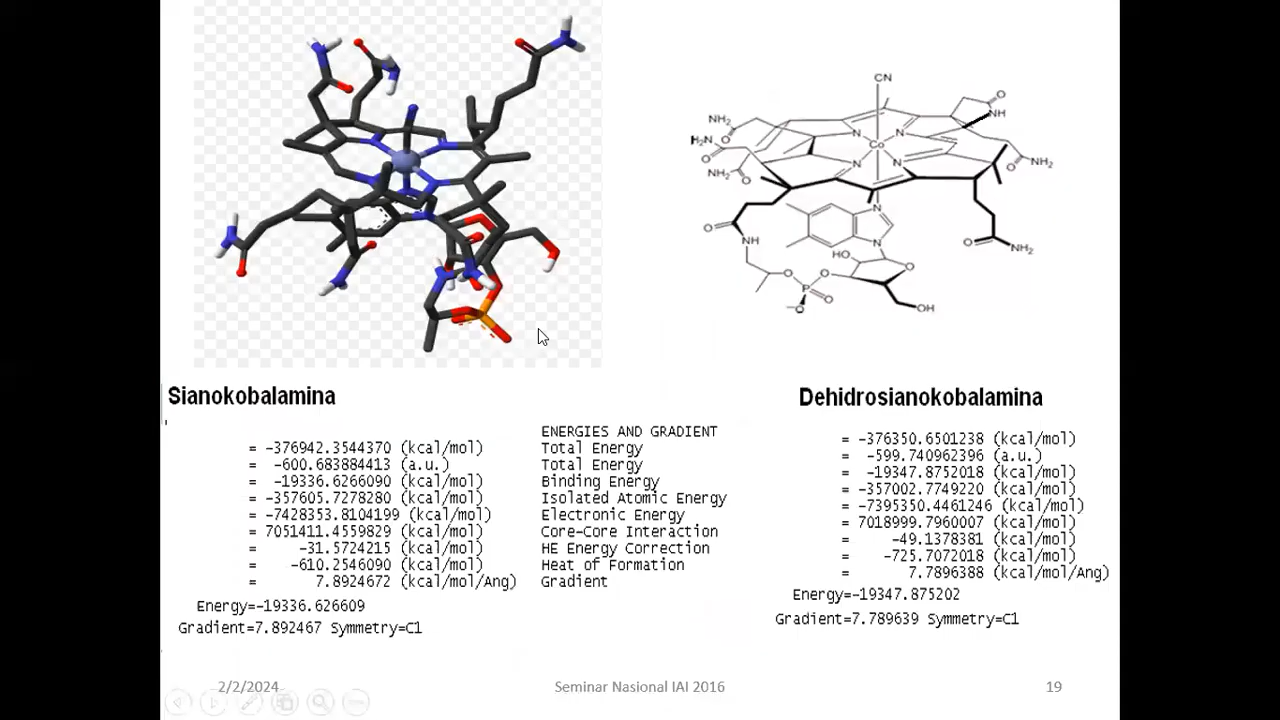 CN
O
NH
NH₂
O
H₂N
O
NH₂
O
N
N
Co
N
N
O
NH₂
O
NH
N
N
O
NH₂
HO
O
O
O
P
O
O
OH
Sianokobalamina
Dehidrosianokobalamina
ENERGIES AND GRADIENT
= -376942.3544370 (kcal/mol) Total Energy = -376350.6501238 (kcal/mol)
= -600.683884413 (a.u.) Total Energy = -599.740962396 (a.u.)
= -19336.6266090 (kcal/mol) Binding Energy = -19347.8752018 (kcal/mol)
= -357605.7278280 (kcal/mol) Isolated Atomic Energy = -357002.7749220 (kcal/mol)
= -7428353.8104199 (kcal/mol) Electronic Energy = -7395350.4461246 (kcal/mol)
= 7051411.4559829 (kcal/mol) Core-Core Interaction = 7018999.7960007 (kcal/mol)
= -31.5724215 (kcal/mol) HE Energy Correction = -49.1378381 (kcal/mol)
= -610.2546090 (kcal/mol) Heat of Formation = -725.7072018 (kcal/mol)
= 7.8924672 (kcal/mol/Ang) Gradient = 7.7896388 (kcal/mol/Ang)
Energy=-19336.626609
Energy=-19347.875202
Gradient=7.892467 Symmetry=C1
Gradient=7.789639 Symmetry=C1
2/2/2024
Seminar Nasional IAI 2016
19